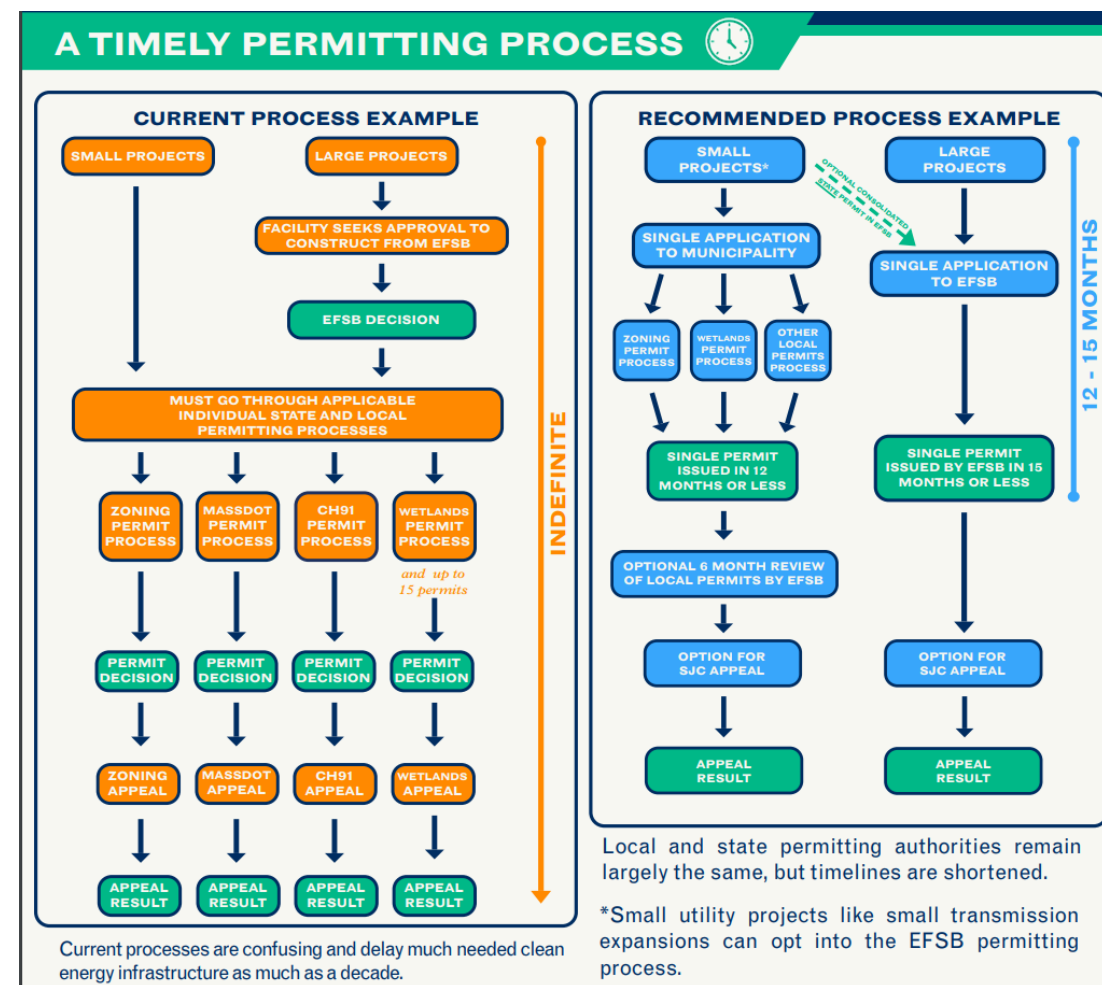 A TIMELY PERMITTING PROCESS
CURRENT PROCESS EXAMPLE
SMALL PROJECTS
LARGE PROJECTS
FACILITY SEEKS APPROVAL TO
CONSTRUCT FROM EFSB
EFSB DECISION
MUST GO THROUGH APPLICABLE
INDIVIDUAL STATE AND LOCAL
PERMITTING PROCESSES
ZONING
PERMIT
PROCESS
MASSDOT
PERMIT
PROCESS
CH91
PERMIT
PROCESS
WETLANDS
PERMIT
PROCESS
and up to
15 permits
PERMIT
DECISION
PERMIT
DECISION
PERMIT
DECISION
PERMIT
DECISION
ZONING
APPEAL
MASSDOT
APPEAL
CH91
APPEAL
WETLANDS
APPEAL
APPEAL
RESULT
APPEAL
RESULT
APPEAL
RESULT
APPEAL
RESULT
INDEFINITE
Current processes are confusing and delay much needed clean
energy infrastructure as much as a decade.
RECOMMENDED PROCESS EXAMPLE
SMALL
PROJECTS*
OPTIONAL CONSOLIDATED
STATE PERMIT IN EFSB
LARGE
PROJECTS
SINGLE APPLICATION
TO MUNICIPALITY
SINGLE APPLICATION
TO EFSB
ZONING
PERMIT
PROCESS
WETLANDS
PERMIT
PROCESS
OTHER
LOCAL
PERMITS
PROCESS
SINGLE PERMIT
ISSUED IN 12
MONTHS OR LESS
SINGLE PERMIT
ISSUED BY EFSB IN 15
MONTHS OR LESS
OPTIONAL 6 MONTH REVIEW
OF LOCAL PERMITS BY EFSB
OPTION FOR
SJC APPEAL
OPTION FOR
SJC APPEAL
APPEAL
RESULT
APPEAL
RESULT
12 - 15 MONTHS
Local and state permitting authorities remain
largely the same, but timelines are shortened.
*Small utility projects like small transmission
expansions can opt into the EFSB permitting
process.